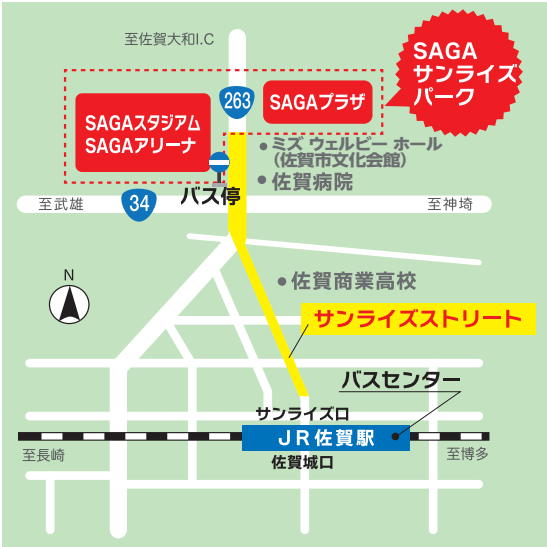 至佐賀大和I.C
SAGA
サンライズ
パーク
263
SAGAプラザ
SAGAスタジアム
SAGAアリーナ
ミズ ウェルビー ホール
（佐賀市文化会館）
佐賀病院
バス停
至武雄
34
至神埼
N
佐賀商業高校
サンライズストリート
バスセンター
サンライズ口
JR佐賀駅
佐賀城口
至長崎
至博多